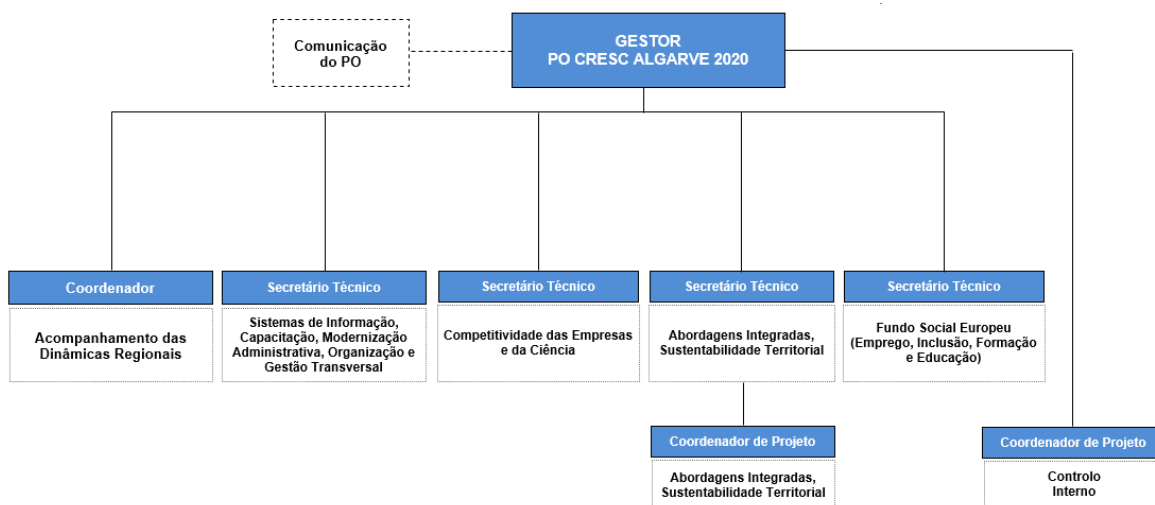 Comunicação
do PO
GESTOR
PO CRESC ALGARVE 2020
Coordenador
Acompanhamento das
Dinâmicas Regionais
Secretário Técnico
Sistemas de Informação,
Capacitação, Modernização
Administrativa, Organização e
Gestão Transversal
Secretário Técnico
Competitividade das Empresas
e da Ciência
Secretário Técnico
Abordagens Integradas,
Sustentabilidade Territorial
Secretário Técnico
Fundo Social Europeu
(Emprego, Inclusão, Formação
e Educação)
Coordenador de Projeto
Abordagens Integradas,
Sustentabilidade Territorial
Coordenador de Projeto
Controlo
Interno